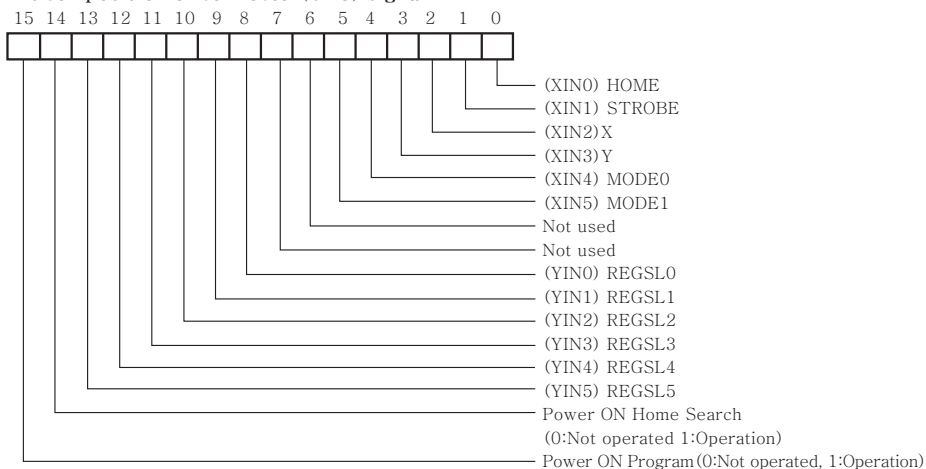 15 14 13 12 11 10 9 8 7 6 5 4 3 2 1 0
(XIN0) HOME
(XIN1) STROBE
(XIN2)X
(XIN3)Y
(XIN4) MODE0
(XIN5) MODE1
Not used
Not used
(YIN0) REGSL0
(YIN1) REGSL1
(YIN2) REGSL2
(YIN3) REGSL3
(YIN4) REGSL4
(YIN5) REGSL5
Power ON Home Search
(0:Not operated 1:Operation)
Power ON Program(0:Not operated, 1:Operation)